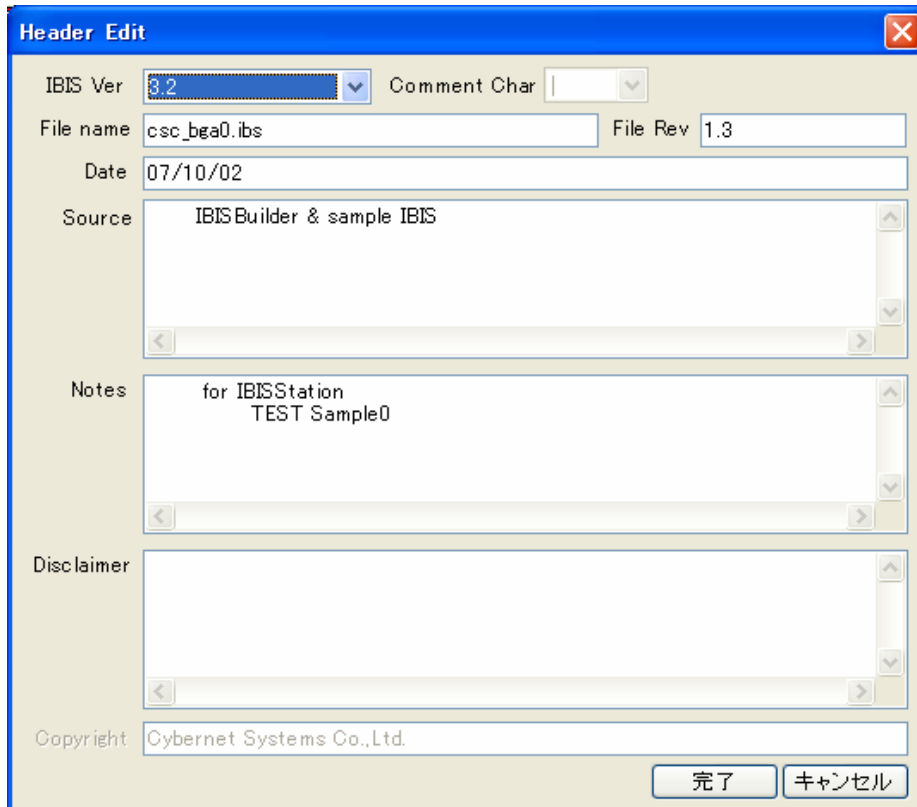 Header Edit
IBIS Ver 3.2 Comment Char |
File name csc_bga0.ibs File Rev 1.3
Date 07/10/02
Source IBISBuilder & sample IBIS
Notes for IBISStation
TEST Sample0
Disclaimer
Copyright Cybernet Systems Co.,Ltd.
完了 キャンセル